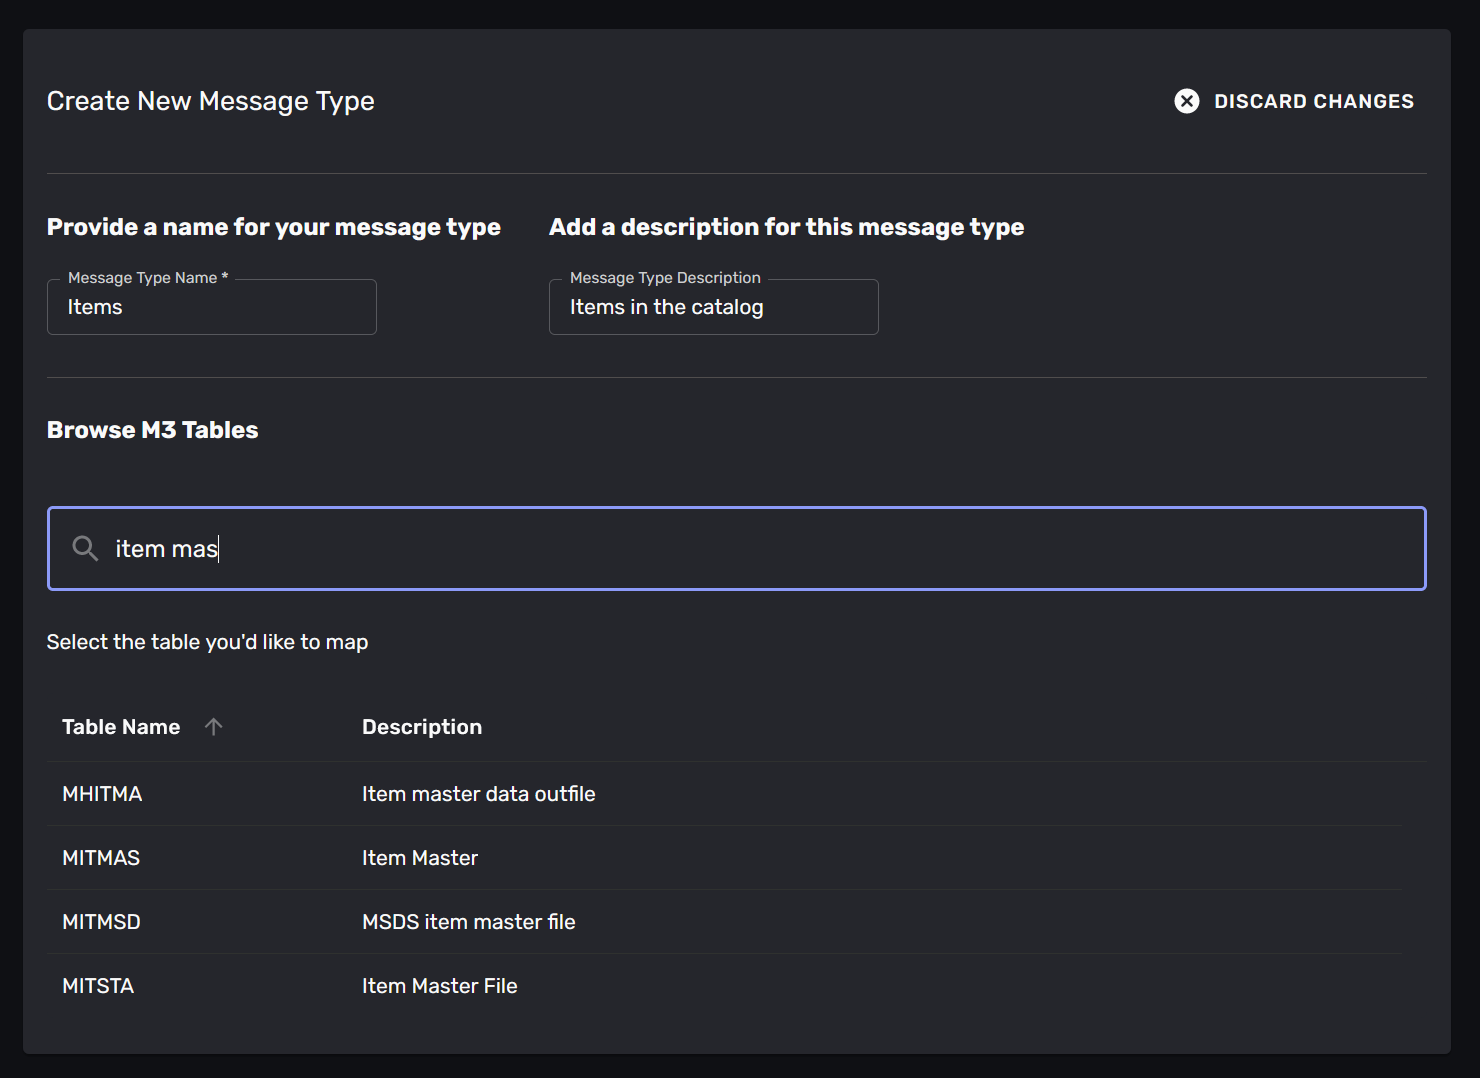 Create New Message Type
DISCARD CHANGES
Provide a name for your message type
Add a description for this message type
Message Type Name *
Items
Message Type Description
Items in the catalog
Browse M3 Tables
item mas
Select the table you'd like to map
Table Name Description
MHITMA Item master data outfile
MITMAS Item Master
MITMSD MSDS item master file
MITSTA Item Master File